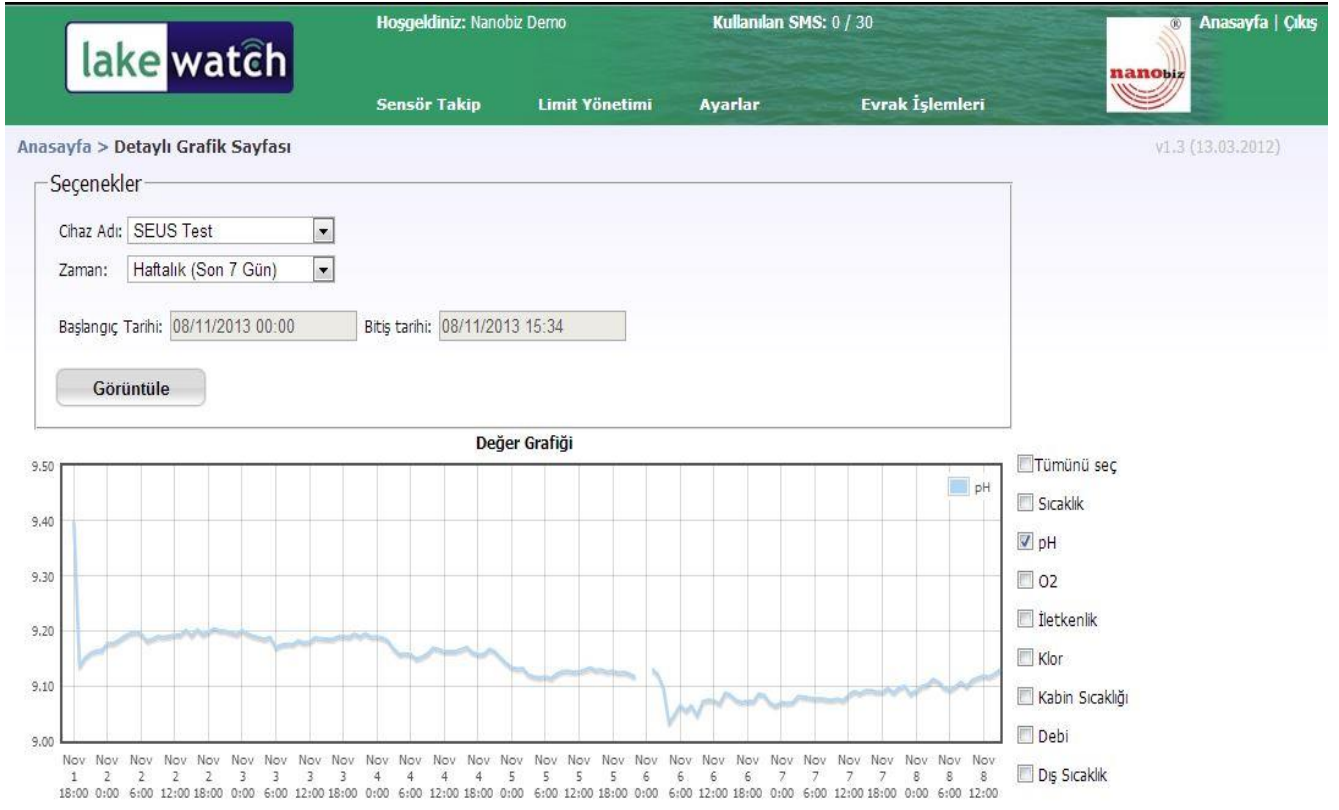 lake watch
Hoşgeldiniz: Nanobiz Demo
Kullanılan SMS: 0 / 30
Anasayfa | Çıkış
nanobiz®
Sensör Takip Limit Yönetimi Ayarlar Evrak İşlemleri
Anasayfa > Detaylı Grafik Sayfası
v1.3 (13.03.2012)
Seçenekler
Cihaz Adı: SEUS Test
Zaman: Haftalık (Son 7 Gün)
Başlangıç Tarihi: 08/11/2013 00:00 Bitiş tarihi: 08/11/2013 15:34
Görüntüle
Değer Grafiği
9.50
9.40
9.30
9.20
9.10
9.00
pH
Tümünü seç
Sıcaklık
pH
O2
İletkenlik
Klor
Kabin Sıcaklığı
Debi
Dış Sıcaklık
Nov Nov Nov Nov Nov Nov Nov Nov Nov Nov Nov Nov Nov Nov Nov Nov Nov Nov Nov Nov Nov Nov Nov Nov Nov Nov Nov Nov
1 2 2 2 2 3 3 3 3 4 4 4 4 5 5 5 5 6 6 6 6 7 7 7 7 8 8 8
18:00 0:00 6:00 12:00 18:00 0:00 6:00 12:00 18:00 0:00 6:00 12:00 18:00 0:00 6:00 12:00 18:00 0:00 6:00 12:00 18:00 0:00 6:00 12:00 18:00 0:00 6:00 12:00